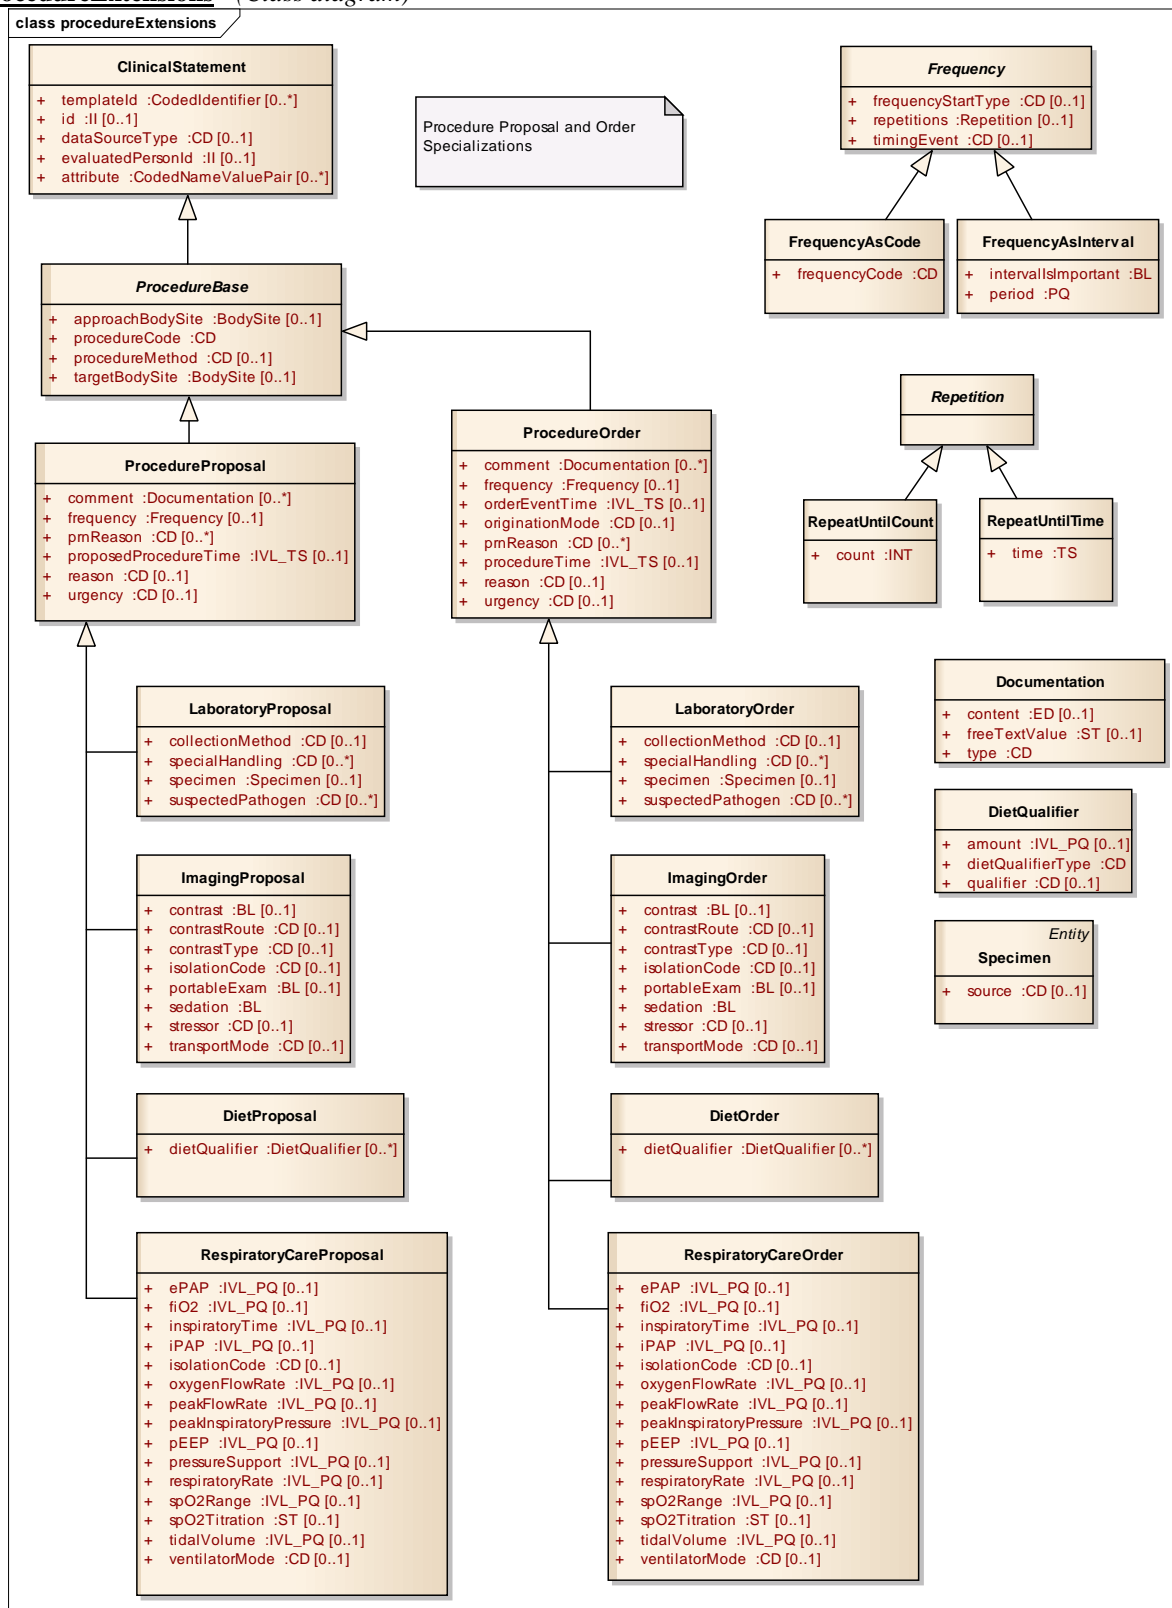 ocedureExtensions (Class diagram)
class procedureExtensions
ClinicalStatement
+ templateId :CodedIdentifier [0..*]
+ id :II [0..1]
+ dataSourceType :CD [0..1]
+ evaluatedPersonId :II [0..1]
+ attribute :CodedNameValuePair [0..*]
Procedure Proposal and Order
Specializations
Frequency
+ frequencyStartType :CD [0..1]
+ repetitions :Repetition [0..1]
+ timingEvent :CD [0..1]
FrequencyAsCode
+ frequencyCode :CD
FrequencyAsInterval
+ intervalIsImportant :BL
+ period :PQ
ProcedureBase
+ approachBodySite :BodySite [0..1]
+ procedureCode :CD
+ procedureMethod :CD [0..1]
+ targetBodySite :BodySite [0..1]
Repetition
RepeatUntilCount
+ count :INT
RepeatUntilTime
+ time :TS
ProcedureProposal
+ comment :Documentation [0..*]
+ frequency :Frequency [0..1]
+ prnReason :CD [0..*]
+ proposedProcedureTime :IVL_TS [0..1]
+ reason :CD [0..1]
+ urgency :CD [0..1]
ProcedureOrder
+ comment :Documentation [0..*]
+ frequency :Frequency [0..1]
+ orderEventTime :IVL_TS [0..1]
+ originationMode :CD [0..1]
+ prnReason :CD [0..*]
+ procedureTime :IVL_TS [0..1]
+ reason :CD [0..1]
+ urgency :CD [0..1]
LaboratoryProposal
+ collectionMethod :CD [0..1]
+ specialHandling :CD [0..*]
+ specimen :Specimen [0..1]
+ suspectedPathogen :CD [0..*]
LaboratoryOrder
+ collectionMethod :CD [0..1]
+ specialHandling :CD [0..*]
+ specimen :Specimen [0..1]
+ suspectedPathogen :CD [0..*]
Documentation
+ content :ED [0..1]
+ freeTextValue :ST [0..1]
+ type :CD
DietQualifier
+ amount :IVL_PQ [0..1]
+ dietQualifierType :CD
+ qualifier :CD [0..1]
Entity
Specimen
+ source :CD [0..1]
ImagingProposal
+ contrast :BL [0..1]
+ contrastRoute :CD [0..1]
+ contrastType :CD [0..1]
+ isolationCode :CD [0..1]
+ portableExam :BL [0..1]
+ sedation :BL
+ stressor :CD [0..1]
+ transportMode :CD [0..1]
ImagingOrder
+ contrast :BL [0..1]
+ contrastRoute :CD [0..1]
+ contrastType :CD [0..1]
+ isolationCode :CD [0..1]
+ portableExam :BL [0..1]
+ sedation :BL
+ stressor :CD [0..1]
+ transportMode :CD [0..1]
DietProposal
+ dietQualifier :DietQualifier [0..*]
DietOrder
+ dietQualifier :DietQualifier [0..*]
RespiratoryCareProposal
+ ePAP :IVL_PQ [0..1]
+ fiO2 :IVL_PQ [0..1]
+ inspiratoryTime :IVL_PQ [0..1]
+ iPAP :IVL_PQ [0..1]
+ isolationCode :CD [0..1]
+ oxygenFlowRate :IVL_PQ [0..1]
+ peakFlowRate :IVL_PQ [0..1]
+ peakInspiratoryPressure :IVL_PQ [0..1]
+ pEEP :IVL_PQ [0..1]
+ pressureSupport :IVL_PQ [0..1]
+ respiratoryRate :IVL_PQ [0..1]
+ spO2Range :IVL_PQ [0..1]
+ spO2Titration :ST [0..1]
+ tidalVolume :IVL_PQ [0..1]
+ ventilatorMode :CD [0..1]
RespiratoryCareOrder
+ ePAP :IVL_PQ [0..1]
+ fiO2 :IVL_PQ [0..1]
+ inspiratoryTime :IVL_PQ [0..1]
+ iPAP :IVL_PQ [0..1]
+ isolationCode :CD [0..1]
+ oxygenFlowRate :IVL_PQ [0..1]
+ peakFlowRate :IVL_PQ [0..1]
+ peakInspiratoryPressure :IVL_PQ [0..1]
+ pEEP :IVL_PQ [0..1]
+ pressureSupport :IVL_PQ [0..1]
+ respiratoryRate :IVL_PQ [0..1]
+ spO2Range :IVL_PQ [0..1]
+ spO2Titration :ST [0..1]
+ tidalVolume :IVL_PQ [0..1]
+ ventilatorMode :CD [0..1]